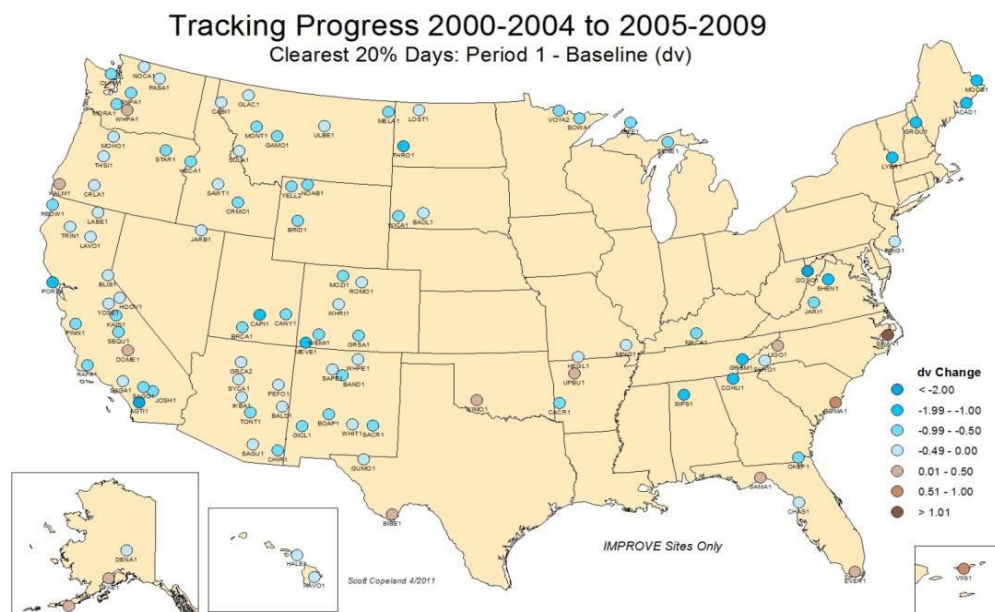 Tracking Progress 2000-2004 to 2005-2009
Clearest 20% Days: Period 1 - Baseline (dv)
NOCA1
PASA1
MORA1
WHPA1
CABI1
GLAC1
MELA1
LOST1
VOYA2
BOWA1
SENE1
MOOS1
ACAD1
GRGU1
LYBR1
MONT1
GAMO1
ULBE1
SULA1
THRO1
MOHO1
THSI1
STAR1
HECA1
KALM1
CRLA1
SAWT1
CRMO1
YELL2
NOAB1
BRID1
WICA1
BADL1
REDW1
LABE1
TRIN1
LAVO1
JARB1
BLIS1
PORE1
HOOV1
YOSE1
KAIS1
PINN1
SEQU1
DOME1
RAFA1
SAGA1
JOSH1
AGTI1
MOZI1
ROMO1
WHRI1
CAPI1
CANY1
BRCA1
MEVE1
WEMI1
GRSA1
GRCA2
SYCA1
IKBA1
TONT1
PEFO1
BALD1
SAGU1
CHIR1
SAPE1
WHPE1
BAND1
GICL1
BOAP1
WHIT1
SACR1
GUMO1
BIBE1
WIMO1
HEGL1
UPBU1
MING1
CACR1
MACA1
BRIG1
DOSO1
SHEN1
JARI1
LIGO1
SHRO1
GRSM1
COHU1
SIPS1
SWAN1
ROMA1
OKEF1
SAMA1
CHAS1
EVER1
DENA1
HALE1
HAVO1
VIIS1
dv Change
< -2.00
-1.99 - -1.00
-0.99 - -0.50
-0.49 - 0.00
0.01 - 0.50
0.51 - 1.00
> 1.01
IMPROVE Sites Only
Scott Copeland 4/2011